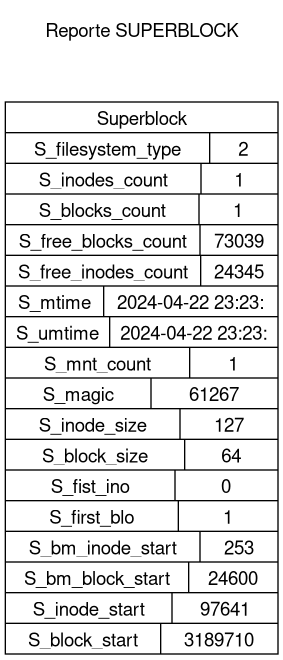 Reporte SUPERBLOCK
Superblock
S_filesystem_type 2
S_inodes_count 1
S_blocks_count 1
S_free_blocks_count 73039
S_free_inodes_count 24345
S_mtime 2024-04-22 23:23:
S_umtime 2024-04-22 23:23:
S_mnt_count 1
S_magic 61267
S_inode_size 127
S_block_size 64
S_fist_ino 0
S_first_blo 1
S_bm_inode_start 253
S_bm_block_start 24600
S_inode_start 97641
S_block_start 3189710